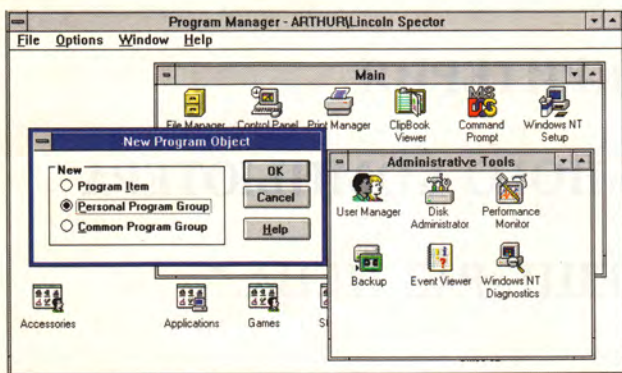 Program Manager - ARTHUR\Lincoln Spector
File Options Window Help
Main
File Manager
Control Panel
Print Manager
ClipBook Viewer
Command Prompt
Windows NT Setup
MS
DOS
New Program Object
New
Program Item
Personal Program Group
Common Program Group
OK
Cancel
Help
Administrative Tools
User Manager
Disk Administrator
Performance Monitor
Backup
Event Viewer
Windows NT Diagnostics
Accessories
Applications
Games